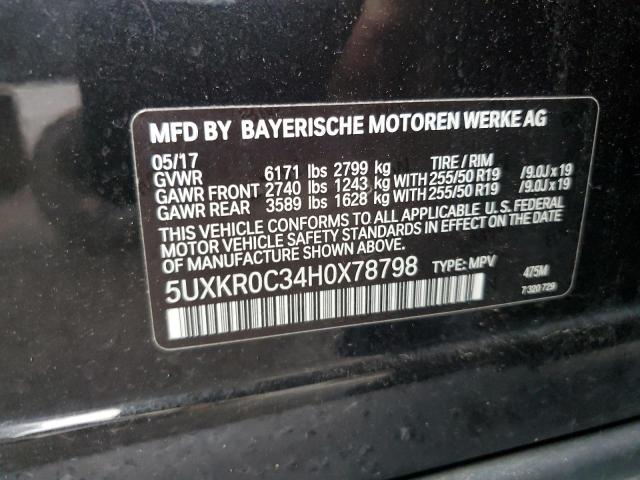 MFD BY BAYERISCHE MOTOREN WERKE AG
05/17 TIRE / RIM
GVWR 6171 lbs 2799 kg
GAWR FRONT 2740 lbs 1243 kg WITH 255/50 R19 /9.0J x 19
GAWR REAR 3589 lbs 1628 kg WITH 255/50 R19 /9.0J x 19
THIS VEHICLE CONFORMS TO ALL APPLICABLE U.S. FEDERAL
MOTOR VEHICLE SAFETY STANDARDS IN EFFECT ON THE DATE
OF MANUFACTURE SHOWN ABOVE.
5UXKR0C34H0X78798 TYPE: MPV 475M
7 320 729